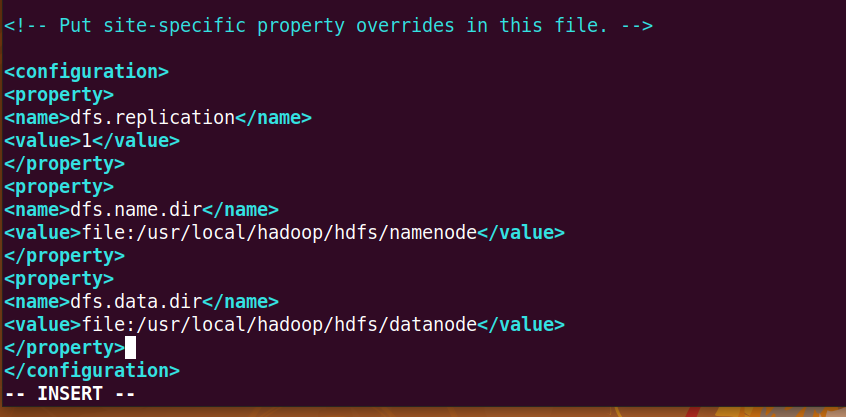 <!-- Put site-specific property overrides in this file. -->
<configuration>
<property>
<name>dfs.replication</name>
<value>1</value>
</property>
<property>
<name>dfs.name.dir</name>
<value>file:/usr/local/hadoop/hdfs/namenode</value>
</property>
<property>
<name>dfs.data.dir</name>
<value>file:/usr/local/hadoop/hdfs/datanode</value>
</property>
</configuration>
-- INSERT --